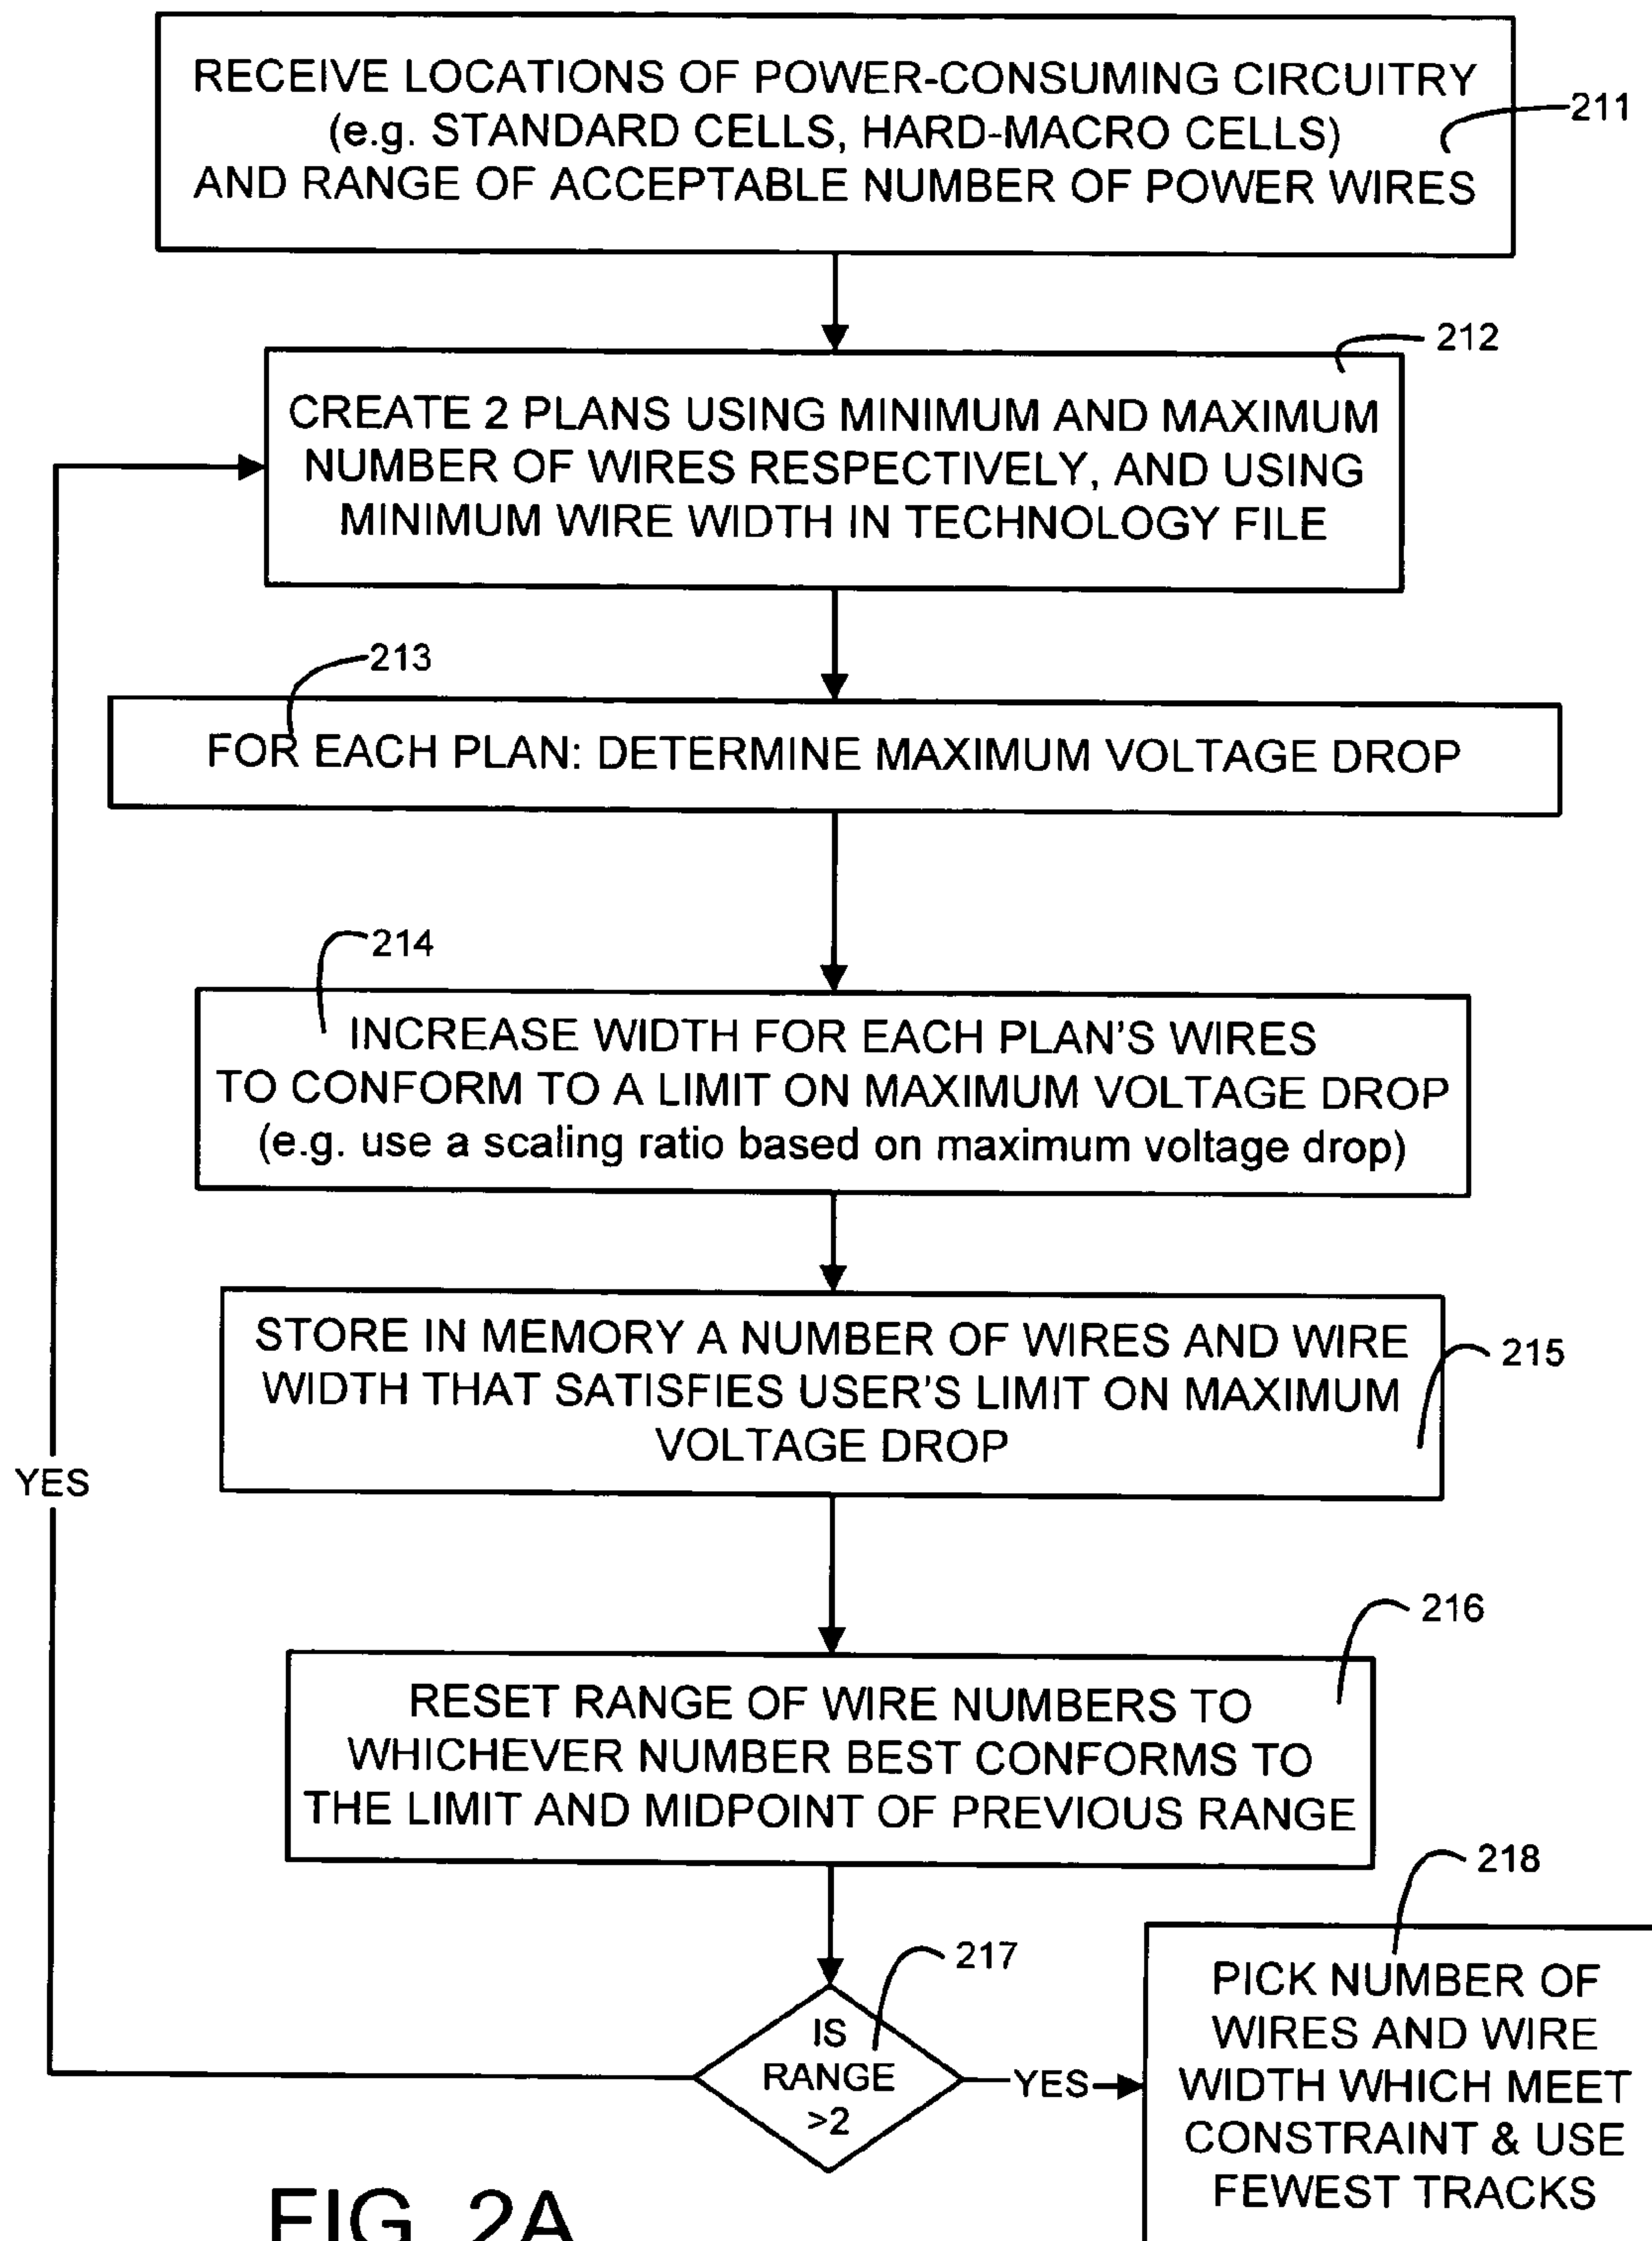 RECEIVE LOCATIONS OF POWER-CONSUMING CIRCUITRY
(e.g. STANDARD CELLS, HARD-MACRO CELLS)
AND RANGE OF ACCEPTABLE NUMBER OF POWER WIRES
211
212
CREATE 2 PLANS USING MINIMUM AND MAXIMUM
NUMBER OF WIRES RESPECTIVELY, AND USING
MINIMUM WIRE WIDTH IN TECHNOLOGY FILE
213
FOR EACH PLAN: DETERMINE MAXIMUM VOLTAGE DROP
214
INCREASE WIDTH FOR EACH PLAN'S WIRES
TO CONFORM TO A LIMIT ON MAXIMUM VOLTAGE DROP
(e.g. use a scaling ratio based on maximum voltage drop)
STORE IN MEMORY A NUMBER OF WIRES AND WIRE
WIDTH THAT SATISFIES USER'S LIMIT ON MAXIMUM
VOLTAGE DROP
215
YES
216
RESET RANGE OF WIRE NUMBERS TO
WHICHEVER NUMBER BEST CONFORMS TO
THE LIMIT AND MIDPOINT OF PREVIOUS RANGE
217
IS
RANGE
>2
YES
218
PICK NUMBER OF
WIRES AND WIRE
WIDTH WHICH MEET
CONSTRAINT & USE
FEWEST TRACKS
FIG. 2A